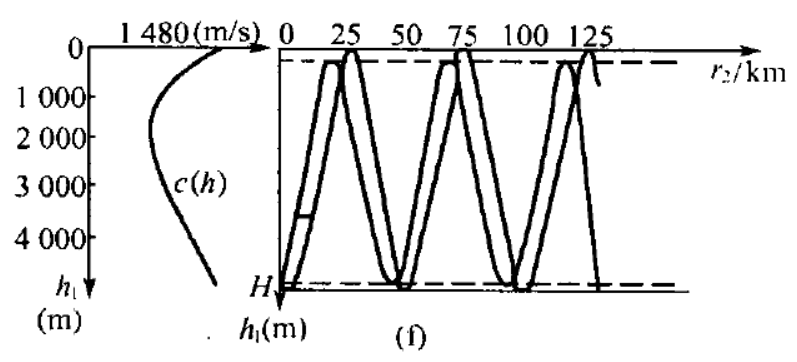 1 480 (m/s)
0
1 000
2 000
3 000
4 000
h₁
(m)
c(h)
0 25 50 75 100 125
r₂/km
H
h₁(m)
(f)